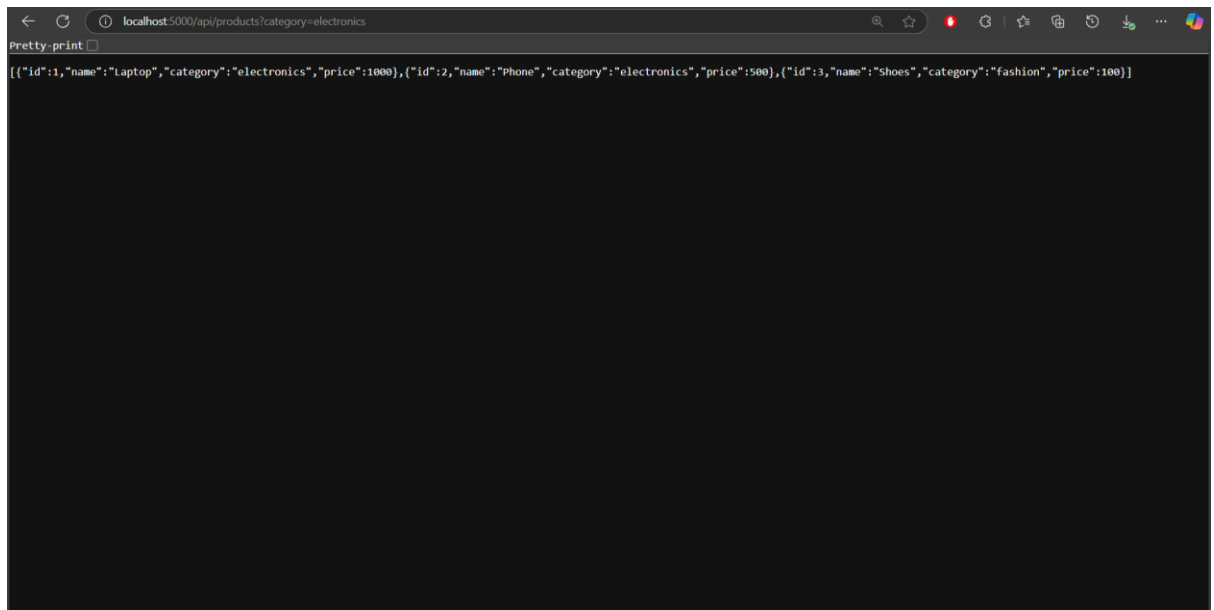 localhost:5000/api/products?category=electronics
Pretty-print
[{"id":1,"name":"Laptop","category":"electronics","price":1000},{"id":2,"name":"Phone","category":"electronics","price":500},{"id":3,"name":"Shoes","category":"fashion","price":100}]